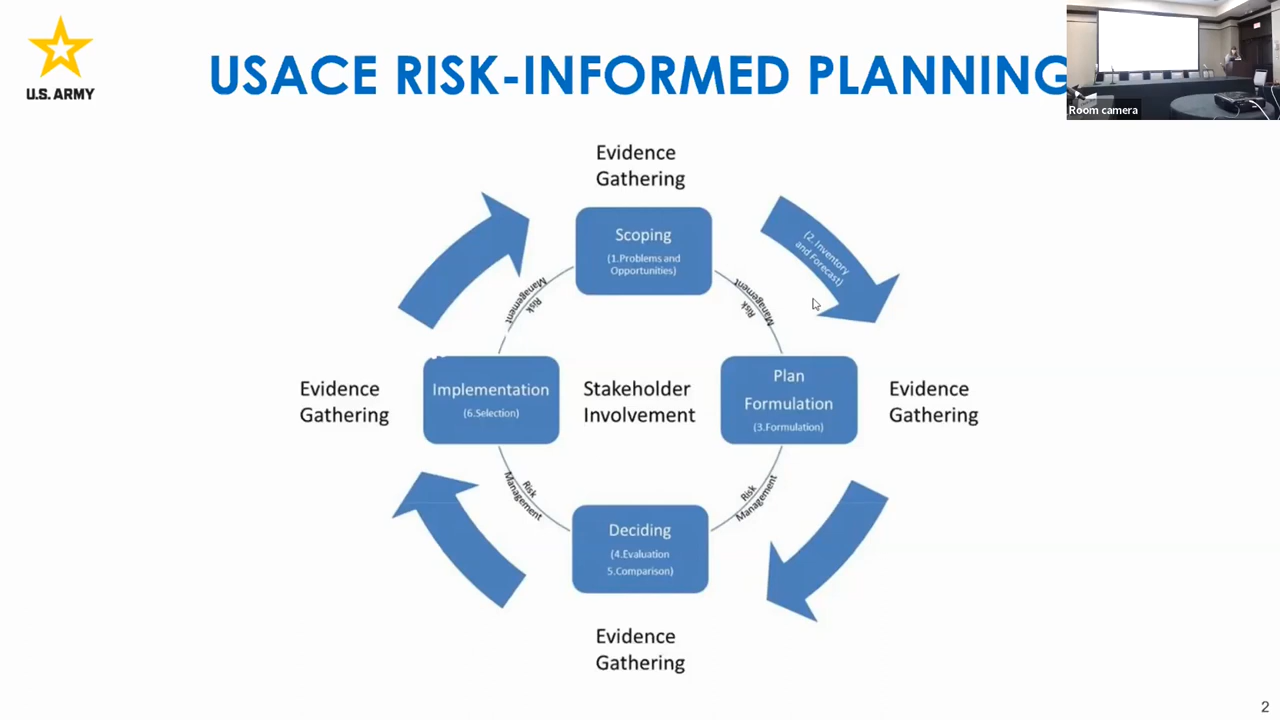 U.S. ARMY
USACE RISK-INFORMED PLANNING
Room camera
Evidence
Gathering
Scoping
(1.Problems and
Opportunities)
(2. Inventory
and Forecast)
Risk
Management
Risk
Management
Evidence
Gathering
Implementation
(6.Selection)
Stakeholder
Involvement
Plan
Formulation
(3.Formulation)
Evidence
Gathering
Risk
Management
Risk
Management
Deciding
(4.Evaluation
5.Comparison)
Evidence
Gathering
2